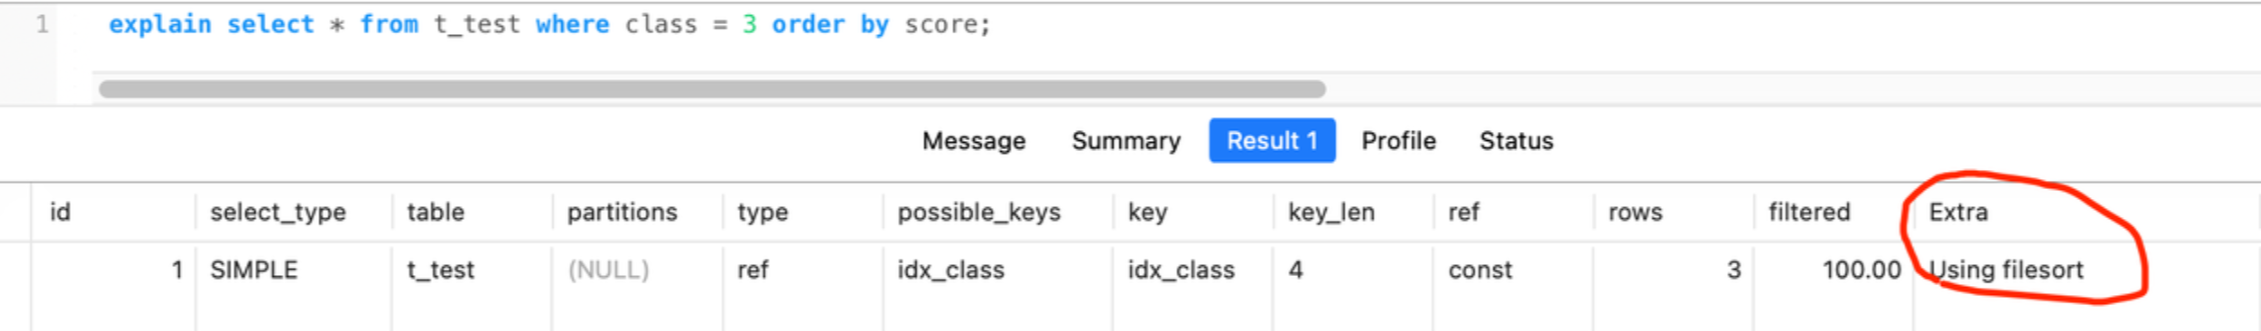 1 explain select * from t_test where class = 3 order by score;
Message Summary Result 1 Profile Status
id select_type table partitions type possible_keys key key_len ref rows filtered Extra
1 SIMPLE t_test (NULL) ref idx_class idx_class 4 const 3 100.00 Using filesort